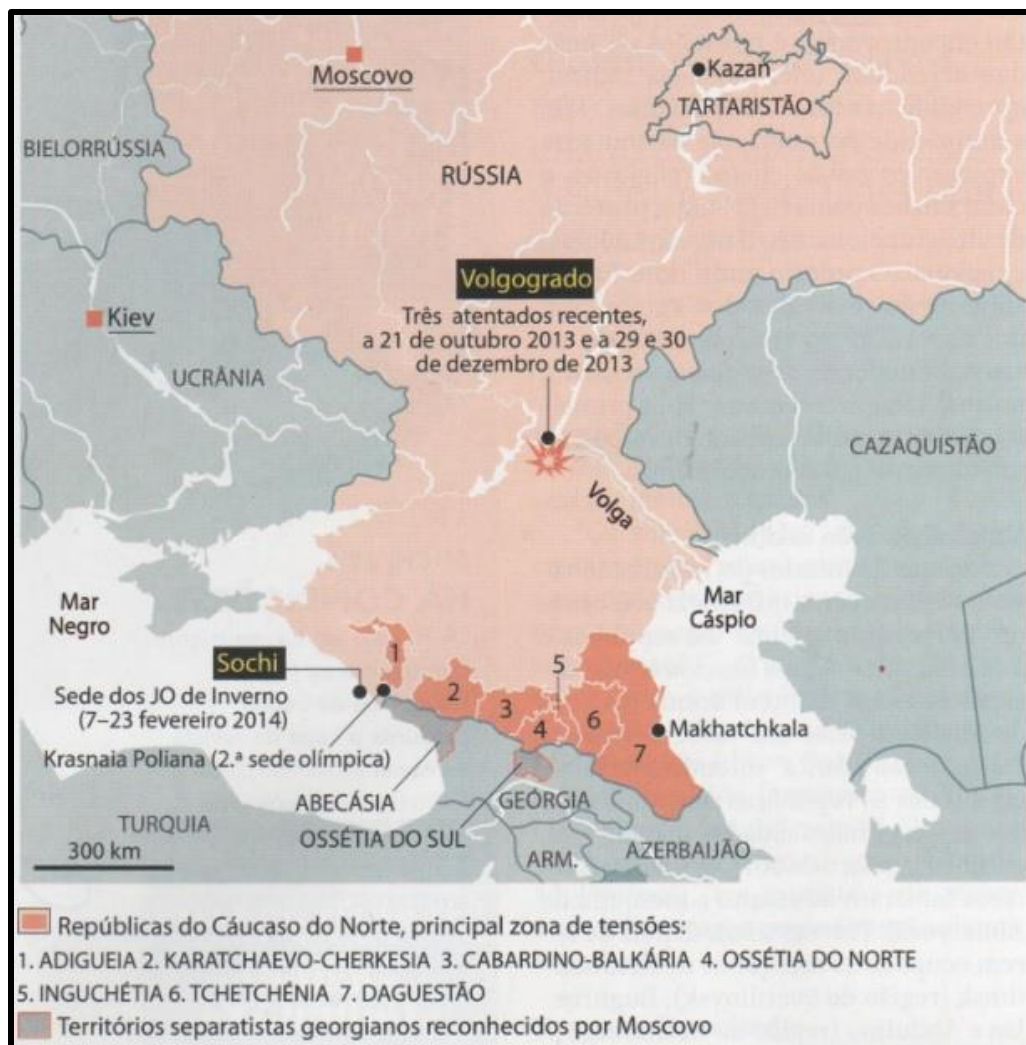 Moscovo
Kazan
TARTARISTÃO
BIELORRÚSSIA
RÚSSIA
Volgogrado
Três atentados recentes,
a 21 de outubro 2013 e a 29 e 30
de dezembro de 2013
Kiev
UCRÂNIA
CAZAQUISTÃO
Volga
Mar
Negro
Mar
Cáspio
Sochi
Sede dos JO de Inverno
(7–23 fevereiro 2014)
Krasnaia Poliana (2.ª sede olímpica)
1
2
3
4
5
6
7
Makhatchkala
ABECÁSIA
OSSÉTIA DO SUL
GEÓRGIA
TURQUIA
ARM.
AZERBAIJÃO
300 km
Repúblicas do Cáucaso do Norte, principal zona de tensões:
1. ADIGUEIA 2. KARATCHAEVO-CHERKESIA 3. CABARDINO-BALKÁRIA 4. OSSÉTIA DO NORTE
5. INGUCHÉTIA 6. TCHETCHÉNIA 7. DAGUESTÃO
Territórios separatistas georgianos reconhecidos por Moscovo